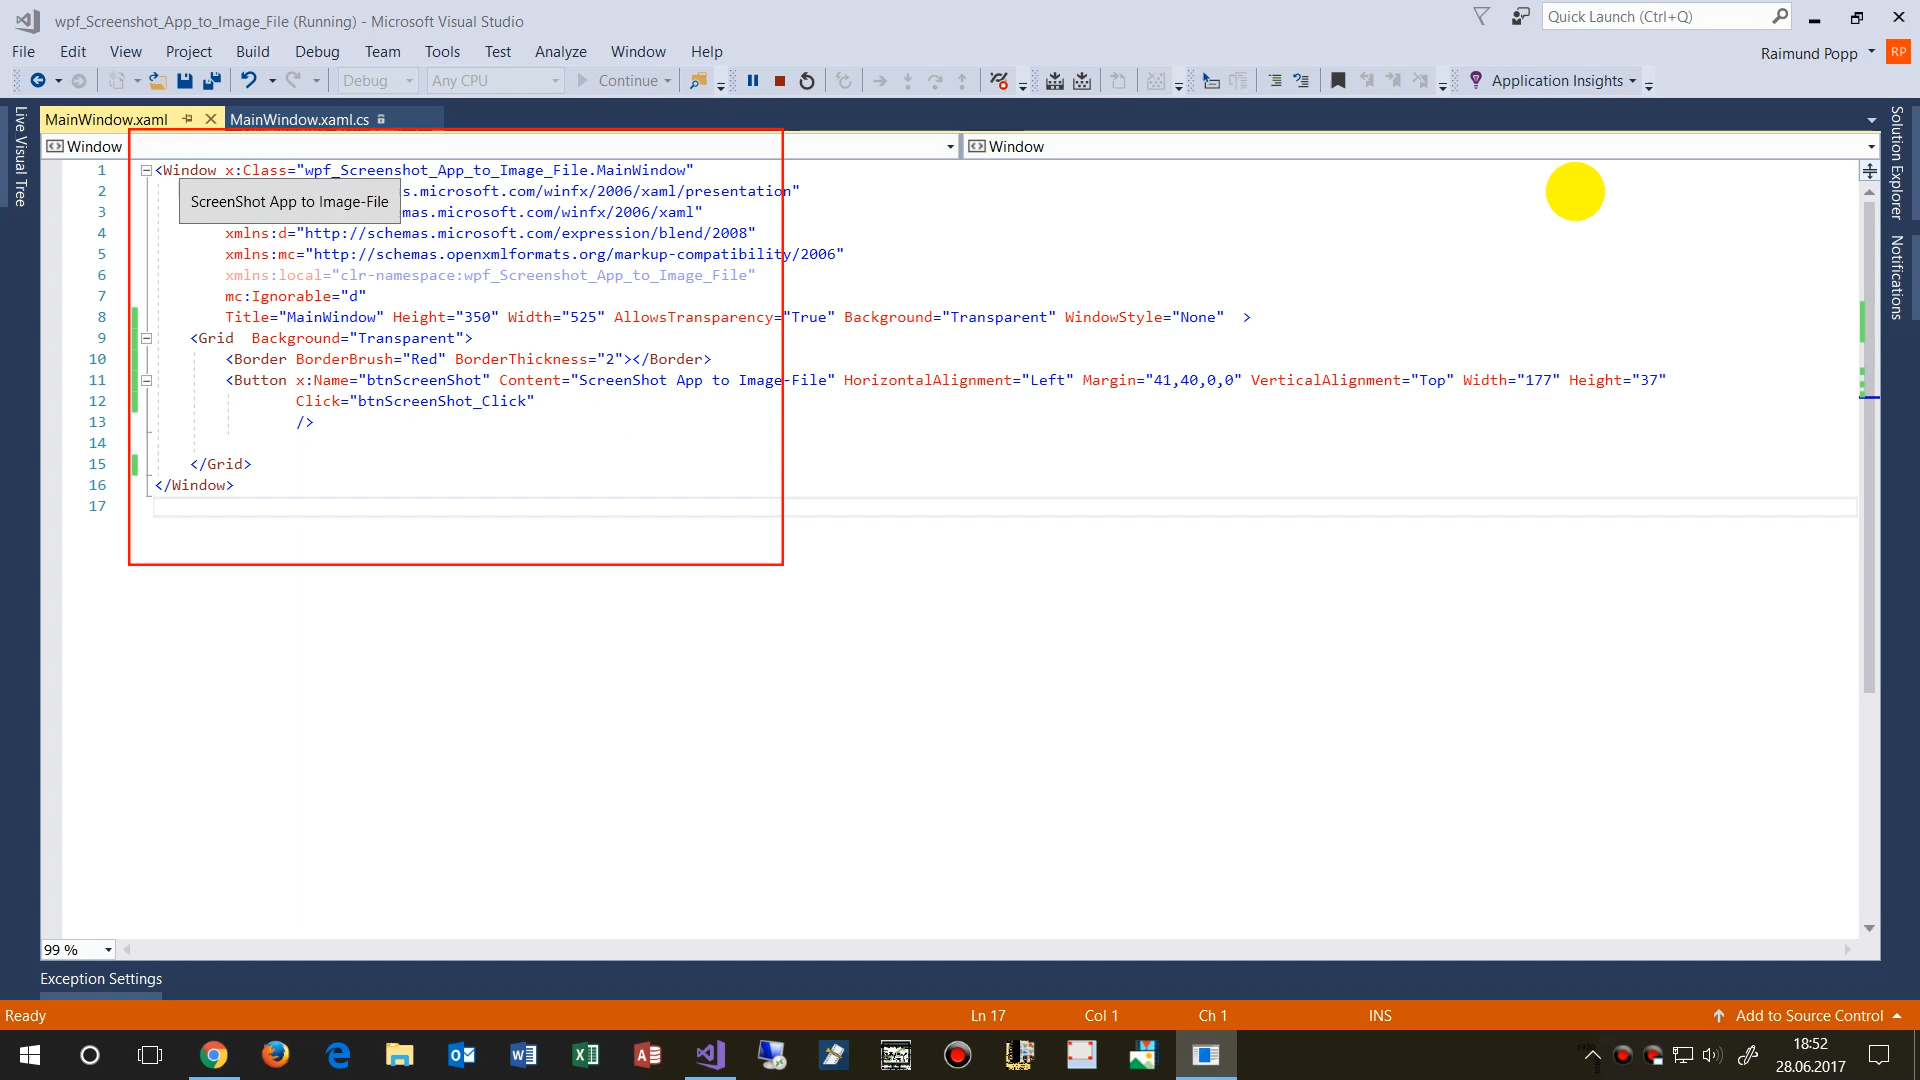 wpf_Screenshot_App_to_Image_File (Running) - Microsoft Visual Studio
Quick Launch (Ctrl+Q)
File Edit View Project Build Debug Team Tools Test Analyze Window Help
Raimund Popp RP
Debug Any CPU Continue Application Insights
MainWindow.xaml MainWindow.xaml.cs
Window Window
Live Visual Tree
Solution Explorer
Notifications
1 <Window x:Class="wpf_Screenshot_App_to_Image_File.MainWindow"
2 s.microsoft.com/winfx/2006/xaml/presentation"
ScreenShot App to Image-File
3 mas.microsoft.com/winfx/2006/xaml"
4 xmlns:d="http://schemas.microsoft.com/expression/blend/2008"
5 xmlns:mc="http://schemas.openxmlformats.org/markup-compatibility/2006"
6 xmlns:local="clr-namespace:wpf_Screenshot_App_to_Image_File"
7 mc:Ignorable="d"
8 Title="MainWindow" Height="350" Width="525" AllowsTransparency="True" Background="Transparent" WindowStyle="None" >
9 <Grid Background="Transparent">
10 <Border BorderBrush="Red" BorderThickness="2"></Border>
11 <Button x:Name="btnScreenShot" Content="ScreenShot App to Image-File" HorizontalAlignment="Left" Margin="41,40,0,0" VerticalAlignment="Top" Width="177" Height="37"
12 Click="btnScreenShot_Click"
13 />
14
15 </Grid>
16 </Window>
17
99 %
Exception Settings
Ready Ln 17 Col 1 Ch 1 INS Add to Source Control
18:52
28.06.2017